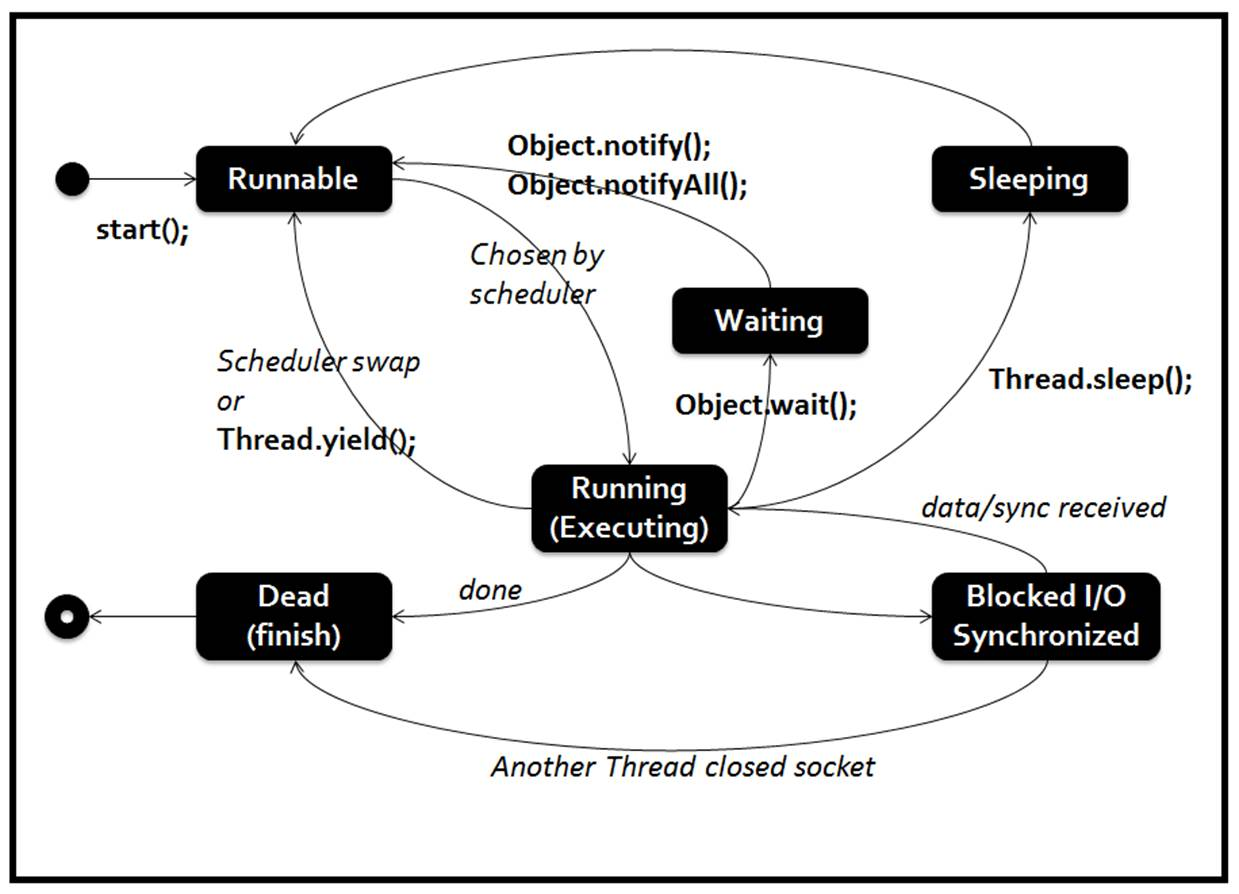 Object.notify();
Object.notifyAll();
Runnable
Sleeping
start();
Chosen by
scheduler
Waiting
Scheduler swap
or
Thread.yield();
Thread.sleep();
Object.wait();
Running
(Executing)
data/sync received
done
Dead
(finish)
Blocked I/O
Synchronized
Another Thread closed socket